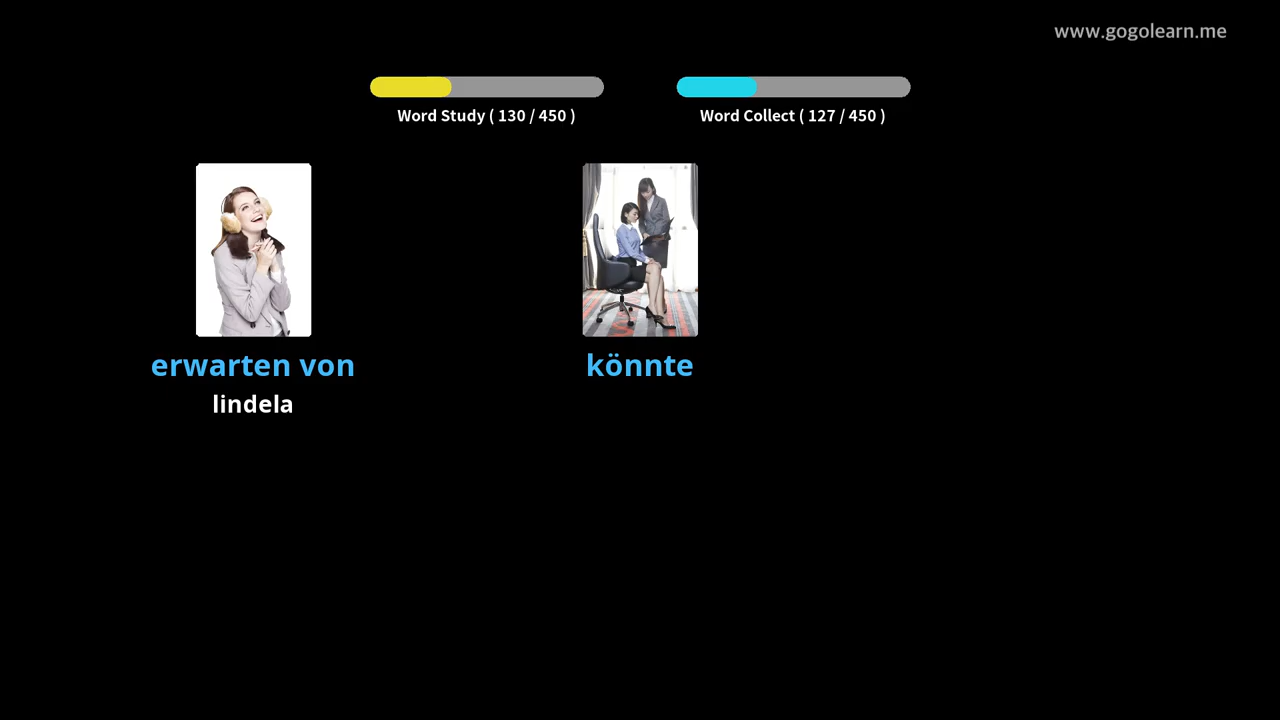 www.gogolearn.me
Word Study ( 130 / 450 )
Word Collect ( 127 / 450 )
erwarten von
lindela
könnte